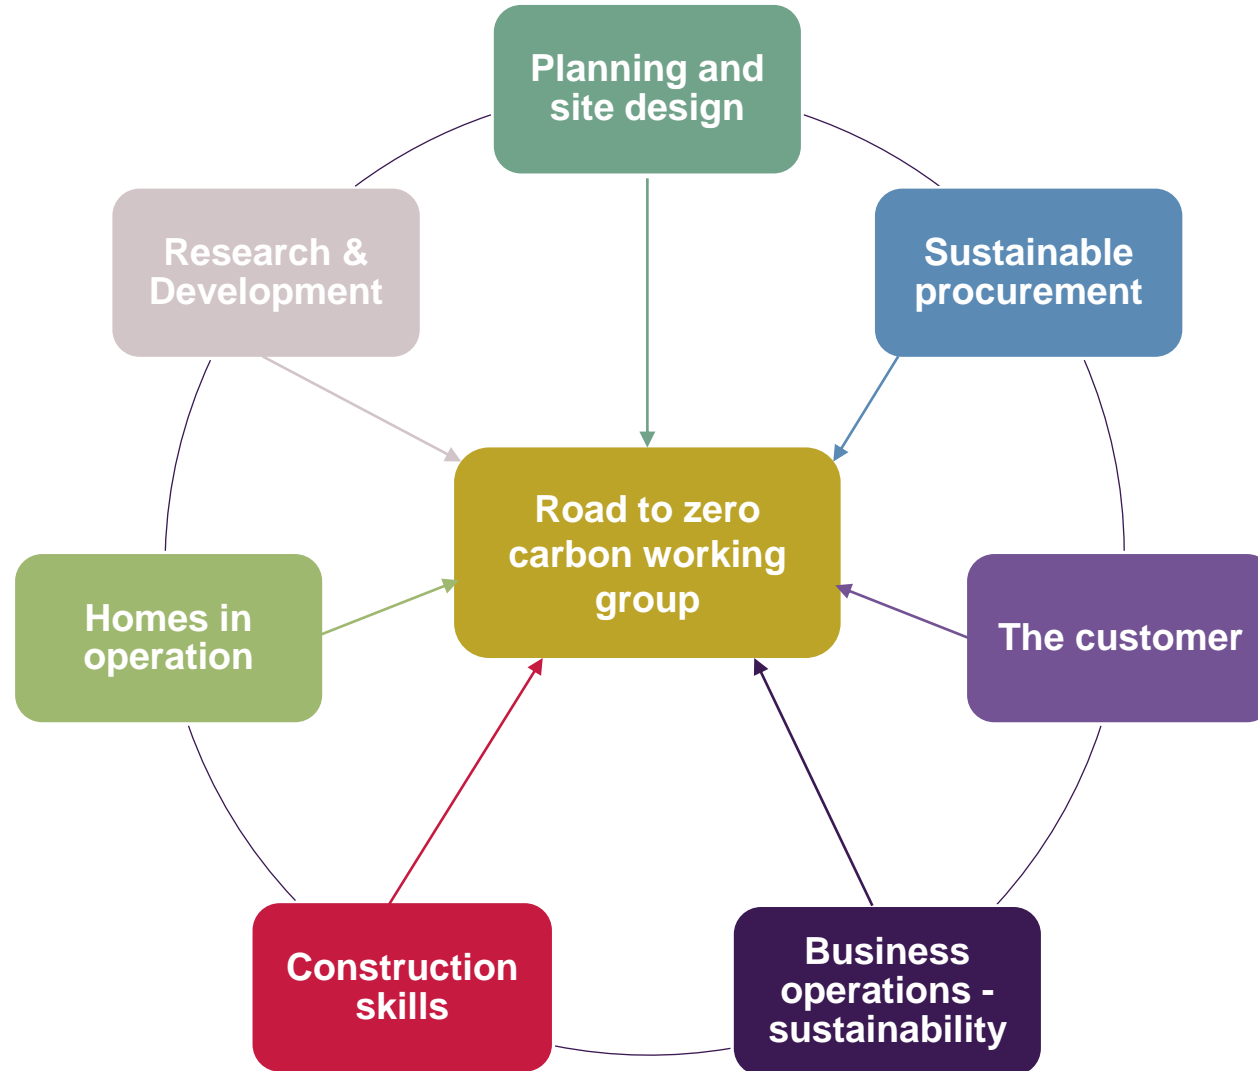 Planning and
site design
Research &
Development
Sustainable
procurement
Road to zero
carbon working
group
Homes in
operation
The customer
Construction
skills
Business
operations -
sustainability